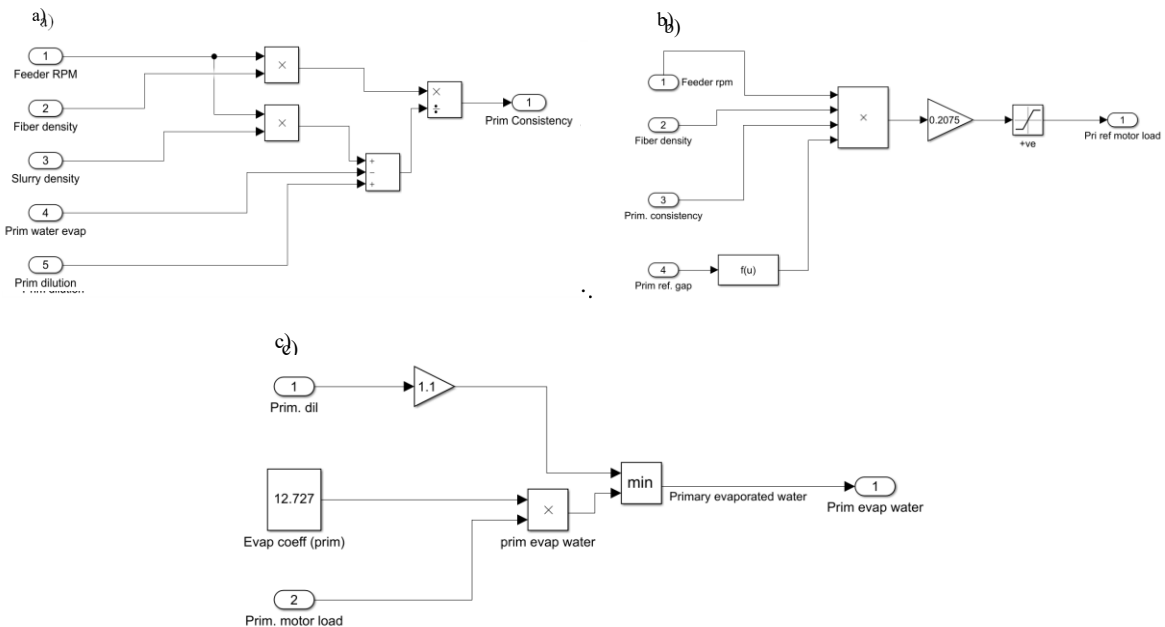 a)
a)
1
Feeder RPM
×
2
Fiber density
×
÷
1
Prim Consistency
×
3
Slurry density
+
−
+
4
Prim water evap
5
Prim dilution
b)
b)
1
Feeder rpm
2
Fiber density
×
0.2075
+ve
1
Pri ref motor load
3
Prim. consistency
4
Prim ref. gap
f(u)
c)
c)
1
Prim. dil
1.1
12.727
Evap coeff (prim)
×
prim evap water
min
Primary evaporated water
1
Prim evap water
2
Prim. motor load